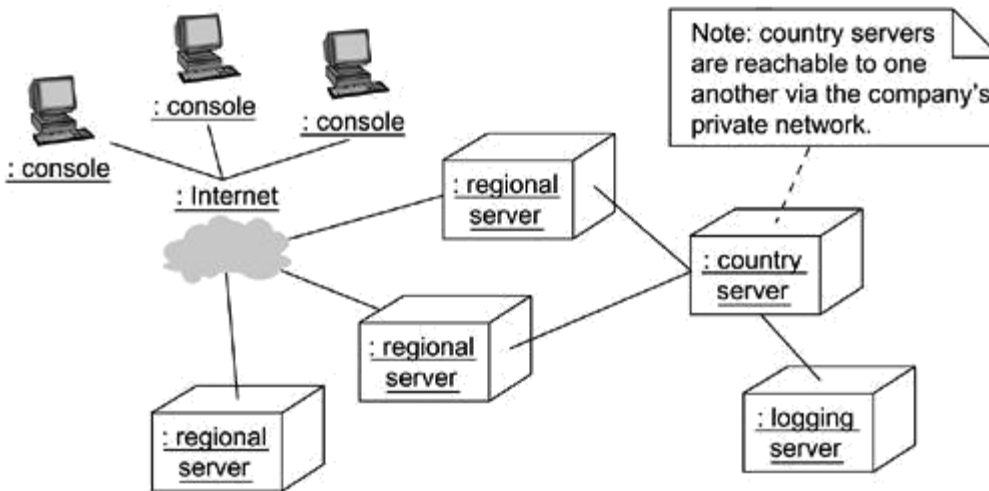 : console
: console
: console
: Internet
Note: country servers
are reachable to one
another via the company's
private network.
: regional
server
: country
server
: regional
server
: regional
server
: logging
server